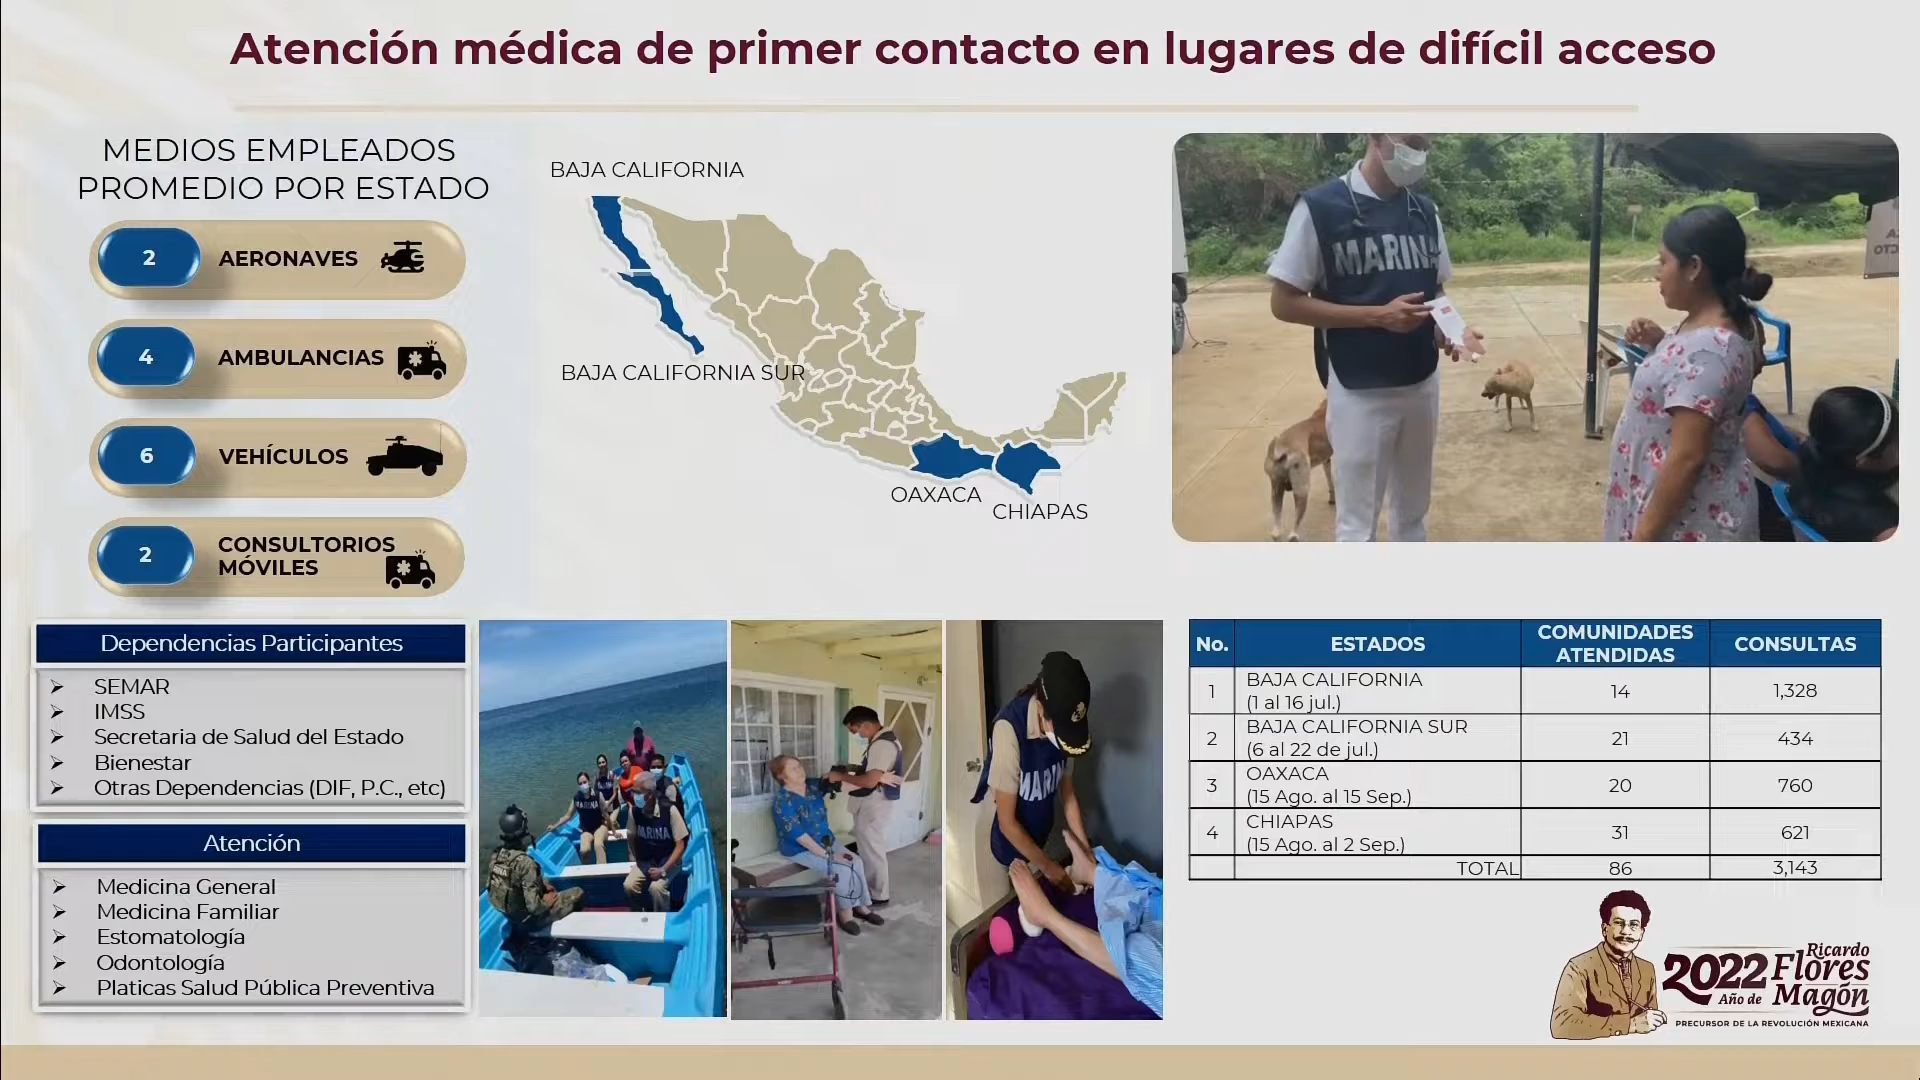 Atención médica de primer contacto en lugares de difícil acceso
MEDIOS EMPLEADOS
PROMEDIO POR ESTADO
2 AERONAVES
4 AMBULANCIAS
6 VEHÍCULOS
2 CONSULTORIOS
MÓVILES
BAJA CALIFORNIA
BAJA CALIFORNIA SUR
OAXACA
CHIAPAS
MARINA
Dependencias Participantes
SEMAR
IMSS
Secretaria de Salud del Estado
Bienestar
Otras Dependencias (DIF, P.C., etc)
Atención
Medicina General
Medicina Familiar
Estomatología
Odontología
Platicas Salud Pública Preventiva
MARINA
MARINA
MARINA
No. ESTADOS COMUNIDADES ATENDIDAS CONSULTAS
1 BAJA CALIFORNIA (1 al 16 jul.) 14 1,328
2 BAJA CALIFORNIA SUR (6 al 22 de jul.) 21 434
3 OAXACA (15 Ago. al 15 Sep.) 20 760
4 CHIAPAS (15 Ago. al 2 Sep.) 31 621
TOTAL 86 3,143
2022 Ricardo
Flores
Año de Magón
PRECURSOR DE LA REVOLUCIÓN MEXICANA